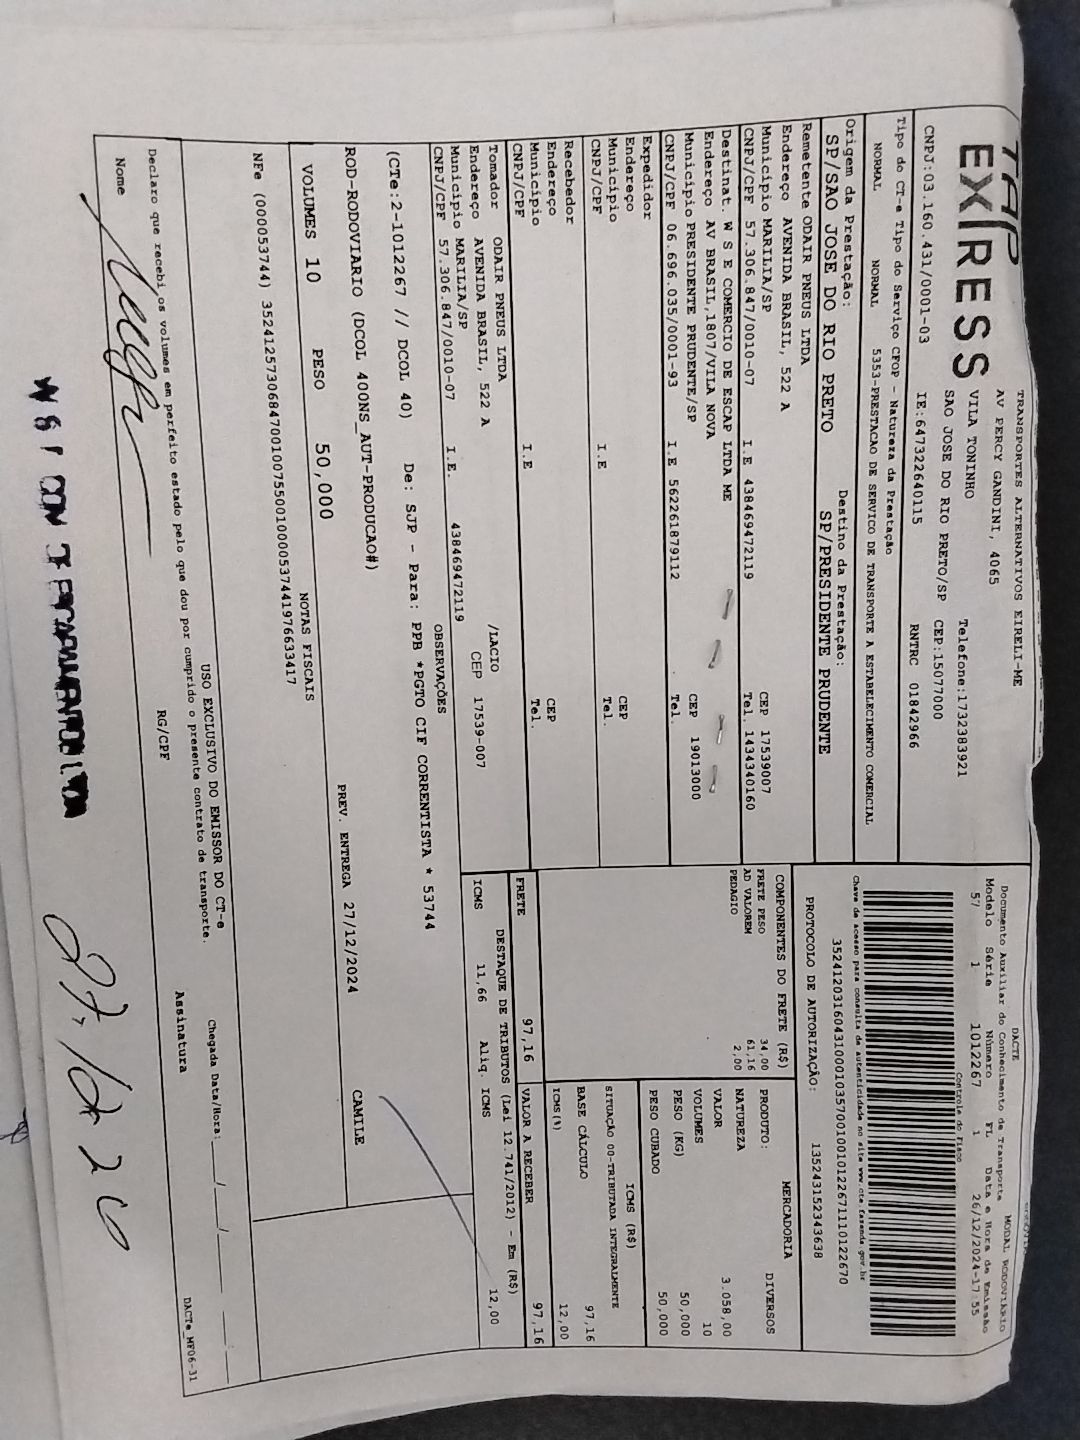 TAP
EXPRESS
TRANSPORTES ALTERNATIVOS EIRELI-ME
AV PERCY GANDINI, 4065
VILA TONINHO Telefone:1732383921
SAO JOSE DO RIO PRETO/SP CEP:15077000
CNPJ:03.160.431/0001-03 IE:647322640115 RNTRC 01842966
Tipo do CT-e Tipo do Serviço CFOP - Natureza da Prestação
NORMAL NORMAL 5353-PRESTACAO DE SERVICO DE TRANSPORTE A ESTABELECIMENTO COMERCIAL
Origem da Prestação: Destino da Prestação:
SP/SAO JOSE DO RIO PRETO SP/PRESIDENTE PRUDENTE
Remetente ODAIR PNEUS LTDA
Endereço AVENIDA BRASIL, 522 A
Município MARILIA/SP CEP 17539007
CNPJ/CPF 57.306.847/0010-07 I.E 438469472119 Tel. 1434340160
Destinat. W S E COMERCIO DE ESCAP LTDA ME
Endereço AV BRASIL,1807/VILA NOVA
Município PRESIDENTE PRUDENTE/SP CEP 19013000
CNPJ/CPF 06.696.035/0001-93 I.E 562261879112 Tel.
Expedidor
Endereço
Município CEP
CNPJ/CPF I.E Tel.
Recebedor
Endereço
Município CEP
CNPJ/CPF I.E Tel.
Tomador ODAIR PNEUS LTDA
Endereço AVENIDA BRASIL, 522 A /LACIO
Município MARILIA/SP CEP 17539-007
CNPJ/CPF 57.306.847/0010-07 I.E. 438469472119
DACTE MODAL RODOVIARIO
Documento Auxiliar do Conhecimento de Transporte
Modelo Série Número FL Data e Hora de Emissão
57 1 1012267 1 26/12/2024-17:55
Controle do Fisco
Chave de acesso para consulta de autenticidade no site www.cte.fazenda.gov.br
35241203160431000103570010010122671110122670
PROTOCOLO DE AUTORIZAÇÃO: 135243152343638
COMPONENTES DO FRETE (R$)
FRETE PESO 34,00
AD VALOREM 61,16
PEDAGIO 2,00
MERCADORIA
PRODUTO: DIVERSOS
NATUREZA
VALOR 3.058,00
VOLUMES 10
PESO (KG) 50,000
PESO CUBADO 50,000
ICMS (R$)
SITUAÇÃO 00-TRIBUTADA INTEGRALMENTE
BASE CÁLCULO 97,16
ICMS(%) 12,00
FRETE 97,16 VALOR A RECEBER 97,16
DESTAQUE DE TRIBUTOS (Lei 12.741/2012) - Em (R$)
ICMS 11,66 Aliq. ICMS 12,00
OBSERVAÇÕES
(CTe:2-1012267 // DCOL 40) De: SJP - Para: PPB *PGTO CIF CORRENTISTA * 53744
ROD-RODOVIARIO (DCOL 40ONS_AUT-PRODUCAO#)
PREV. ENTREGA 27/12/2024 CAMILE
VOLUMES 10 PESO 50,000
NOTAS FISCAIS
NFe (000053744) 35241257306847001007550010000537441976633417
USO EXCLUSIVO DO EMISSOR DO CT-e
Declaro que recebi os volumes em perfeito estado pelo que dou por cumprido o presente contrato de transporte.
Chegada Data/Hora: ___/___/___
Nome RG/CPF Assinatura
DACTe_MF06-31